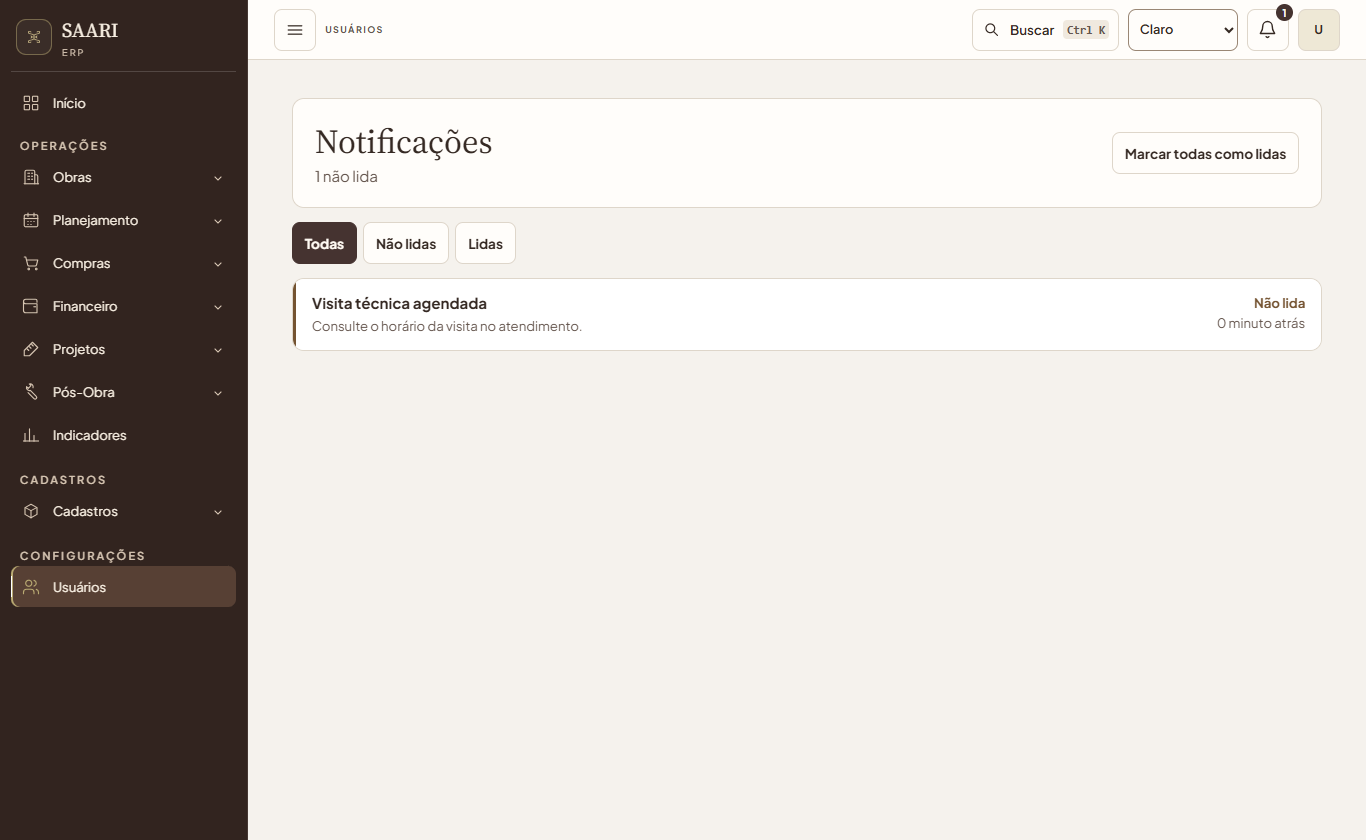 SAARI
ERP
Início
OPERAÇÕES
Obras
Planejamento
Compras
Financeiro
Projetos
Pós-Obra
Indicadores
CADASTROS
Cadastros
CONFIGURAÇÕES
Usuários
USUÁRIOS
Buscar Ctrl K
Claro
1
U
Notificações
1 não lida
Marcar todas como lidas
Todas
Não lidas
Lidas
Visita técnica agendada
Consulte o horário da visita no atendimento.
Não lida
0 minuto atrás